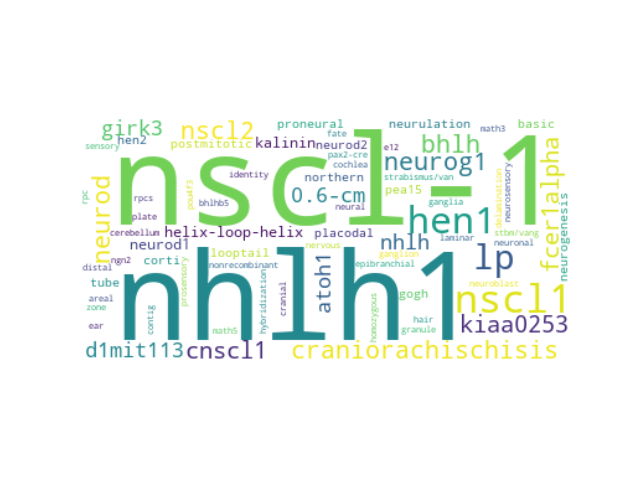 girk3
nscl2
proneural
neurulation
math3
basic
hen2
fate
e12
bhlh
sensory
postmitotic
kalinin
neurod2
pax2-cre
cochlea
neurog1
nscl-1
neurod
rpc
rpcs
pou4f3
identity
northern
strabismus/van
pea15
delamination
neurosensory
fcer1alpha
neurogenesis
bhlhb5
0.6-cm
neural
ganglia
hen1
plate
cerebellum
helix-loop-helix
placodal
nhlh
laminar
stbm/vang
neuronal
neurod1
nervous
ganglion
lp
ngn2
corti
looptail
atoh1
epibranchial
distal
nonrecombinant
tube
prosensory
hybridization
cranial
nhlh1
homozygous
gogh
neuroblast
nscl1
areal
zone
contig
hair
granule
kiaa0253
ear
math5
d1mit113
cnscl1
craniorachischisis